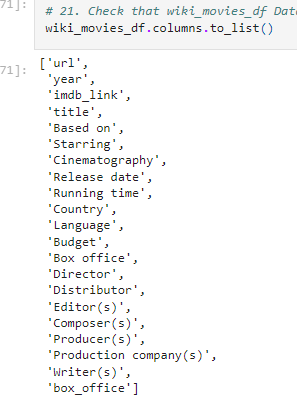 71]:
# 21. Check that wiki_movies_df Data
wiki_movies_df.columns.to_list()
71]:
['url',
'year',
'imdb_link',
'title',
'Based on',
'Starring',
'Cinematography',
'Release date',
'Running time',
'Country',
'Language',
'Budget',
'Box office',
'Director',
'Distributor',
'Editor(s)',
'Composer(s)',
'Producer(s)',
'Production company(s)',
'Writer(s)',
'box_office']